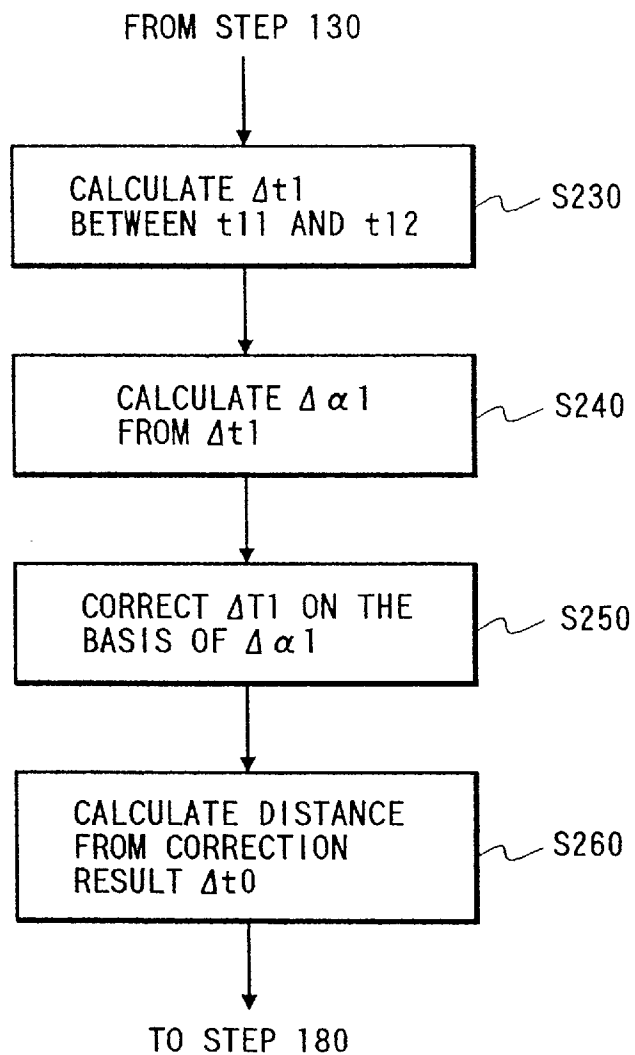 FROM STEP 130
CALCULATE Δt1
BETWEEN t11 AND t12
S230
CALCULATE Δα1
FROM Δt1
S240
CORRECT ΔT1 ON THE
BASIS OF Δα1
S250
CALCULATE DISTANCE
FROM CORRECTION
RESULT Δt0
S260
TO STEP 180